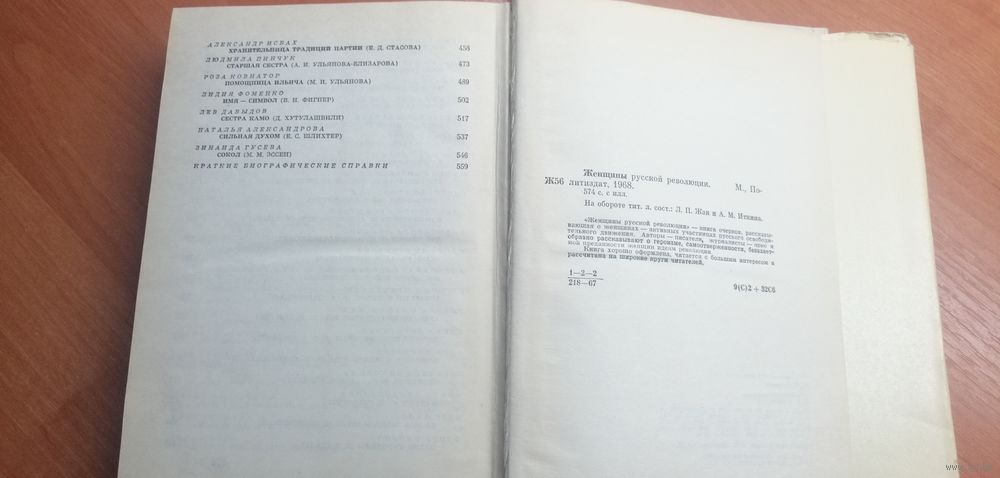 АЛЕКСАНДР ИСБАХ
ХРАНИТЕЛЬНИЦА ТРАДИЦИЙ ПАРТИИ (Е. Д. СТАСОВА) 458
ЛЮДМИЛА ПИНЧУК
СТАРШАЯ СЕСТРА (А. И. УЛЬЯНОВА-ЕЛИЗАРОВА) 473
РОЗА КОВНАТОР
ПОМОЩНИЦА ИЛЬИЧА (М. И. УЛЬЯНОВА) 489
ЛИДИЯ ФОМЕНКО
ИМЯ — СИМВОЛ (В. Н. ФИГНЕР) 502
ЛЕВ ДАВЫДОВ
СЕСТРА КАМО (Д. ХУТУЛАШВИЛИ) 517
НАТАЛЬЯ АЛЕКСАНДРОВА
СИЛЬНАЯ ДУХОМ (Е. С. ШЛИХТЕР) 537
ЗИНАИДА ГУСЕВА
СОКОЛ (М. М. ЭССЕН) 546
КРАТКИЕ БИОГРАФИЧЕСКИЕ СПРАВКИ 559
Женщины русской революции. М., По-
Ж56 литиздат, 1968.
574 с. с илл.
На обороте тит. л. сост.: Л. П. Жак и А. М. Иткина.
«Женщины русской революции» — книга очерков, рассказы-
вающая о женщинах — активных участницах русского освободи-
тельного движения. Авторы — писатели, журналисты — живо и
образно рассказывают о героизме, самоотверженности, беззавет-
ной преданности женщин идеям революции.
Книга хорошо оформлена, читается с большим интересом и
рассчитана на широкие круги читателей.
1—2—2
218—67
9(С)2 + 32С6